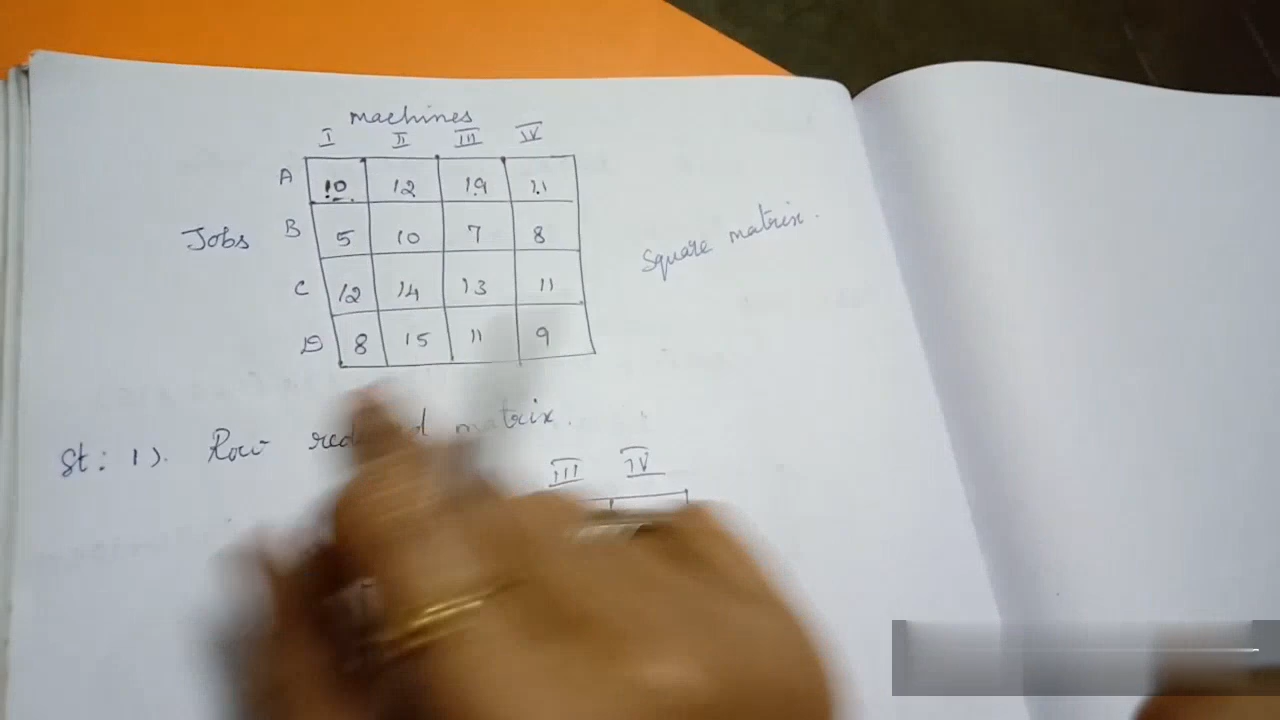 machines
I II III IV
A 10 12 19 11
Jobs B 5 10 7 8
Square matrix.
C 12 14 13 11
D 8 15 11 9
St: 1). Row matrix.
III IV